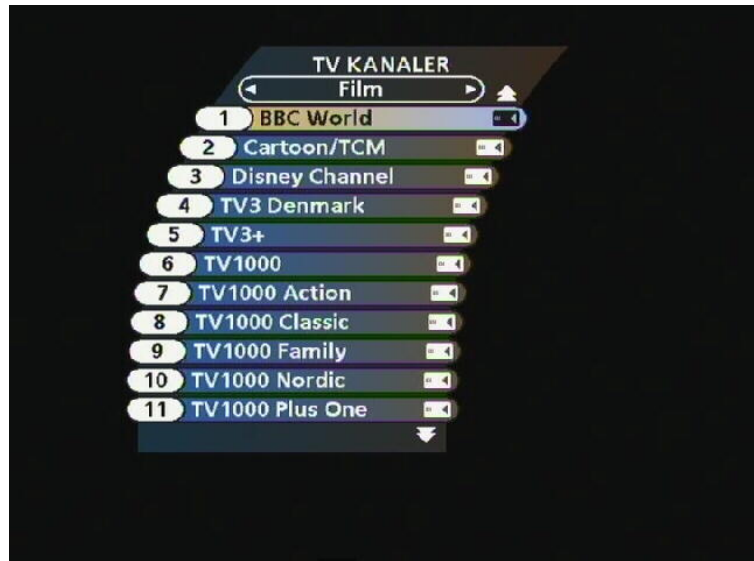 TV KANALER
Film
1 BBC World
2 Cartoon/TCM
3 Disney Channel
4 TV3 Denmark
5 TV3+
6 TV1000
7 TV1000 Action
8 TV1000 Classic
9 TV1000 Family
10 TV1000 Nordic
11 TV1000 Plus One